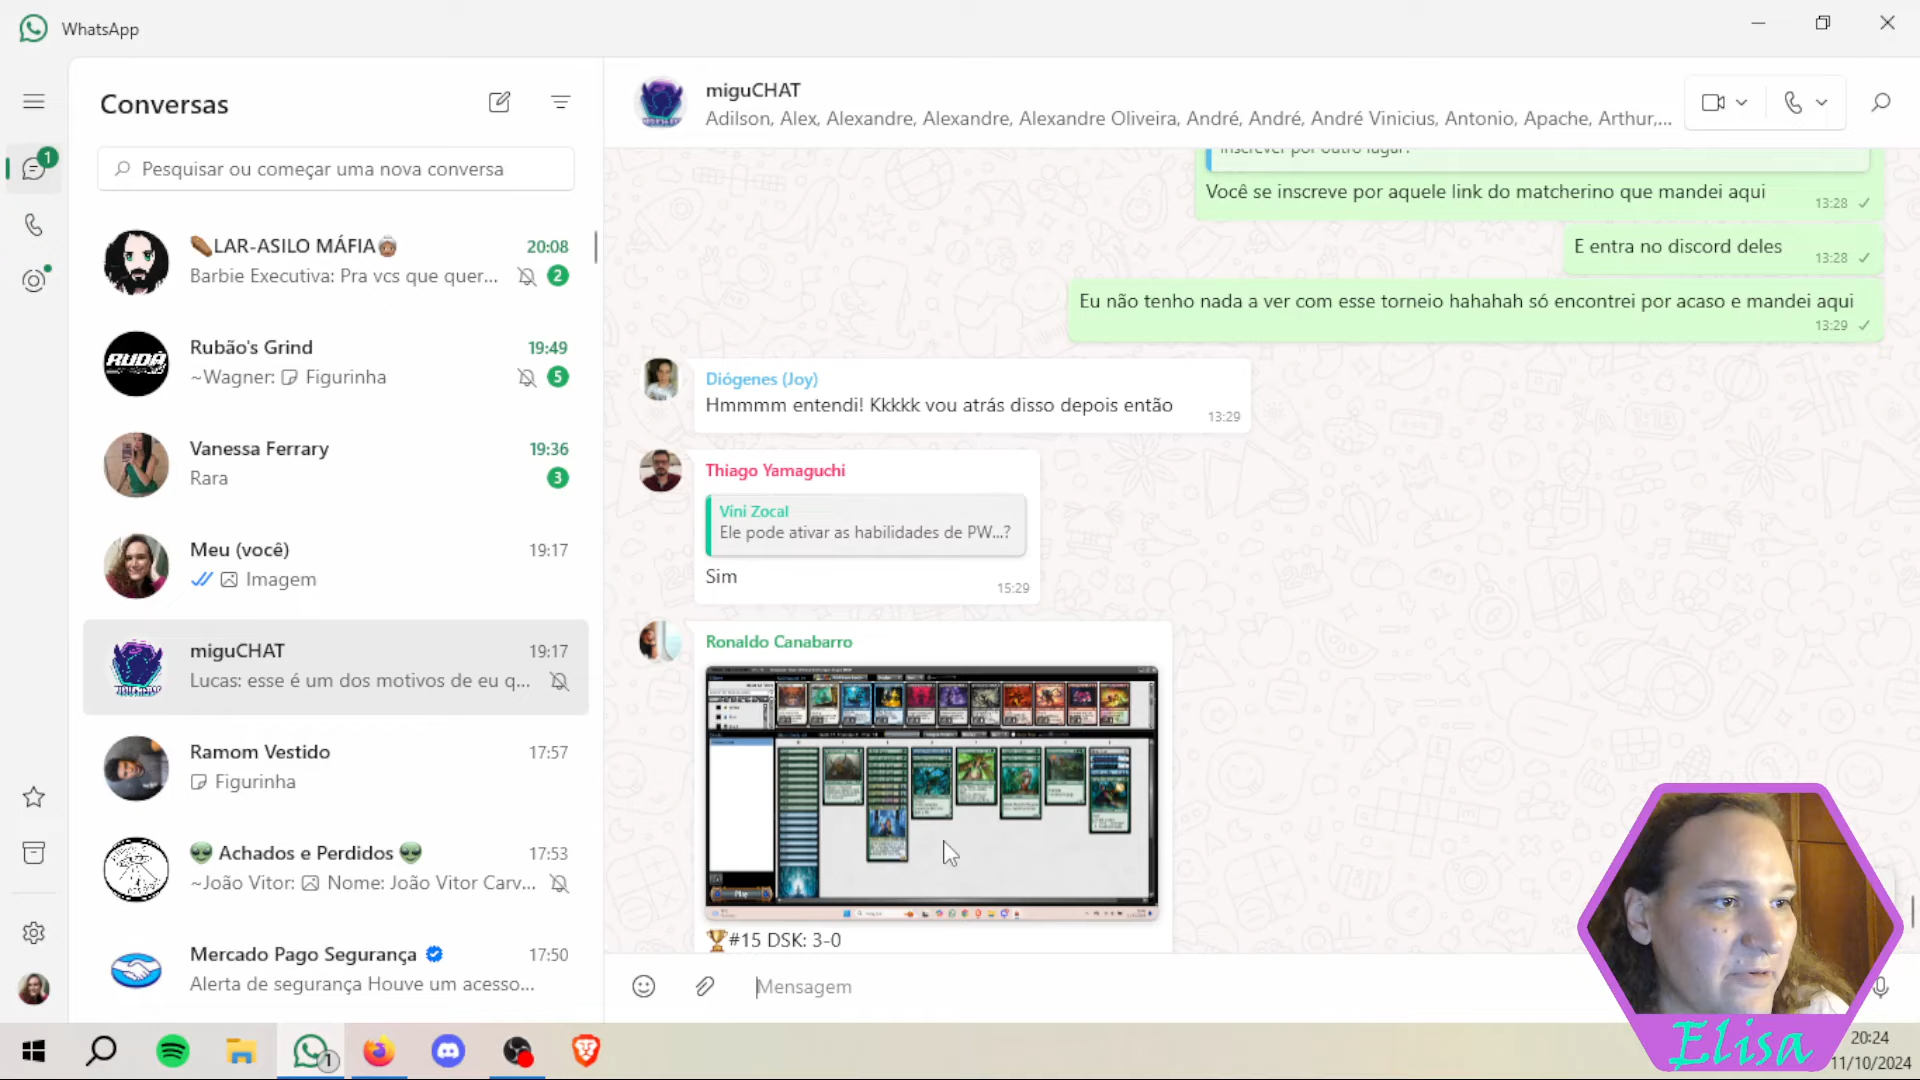 WhatsApp
Conversas
Pesquisar ou começar uma nova conversa
1
LAR-ASILO MÁFIA
20:08
Barbie Executiva: Pra vcs que quer...
2
Rubão's Grind
19:49
~Wagner: Figurinha
5
Vanessa Ferrary
19:36
Rara
3
Meu (você)
19:17
Imagem
miguCHAT
19:17
Lucas: esse é um dos motivos de eu q...
Ramom Vestido
17:57
Figurinha
Achados e Perdidos
17:53
~João Vitor: Nome: João Vitor Carv...
Mercado Pago Segurança
17:50
Alerta de segurança Houve um acesso...
miguCHAT
Adilson, Alex, Alexandre, Alexandre, Alexandre Oliveira, André, André, André Vinicius, Antonio, Apache, Arthur,...
inscrever por outro lugar?
Você se inscreve por aquele link do matcherino que mandei aqui
13:28
E entra no discord deles
13:28
Eu não tenho nada a ver com esse torneio hahahah só encontrei por acaso e mandei aqui
13:29
Diógenes (Joy)
Hmmmm entendi! Kkkkk vou atrás disso depois então
13:29
Thiago Yamaguchi
Vini Zocal
Ele pode ativar as habilidades de PW...?
Sim
15:29
Ronaldo Canabarro
Play
🏆#15 DSK: 3-0
Mensagem
Elisa
1
20:24
11/10/2024